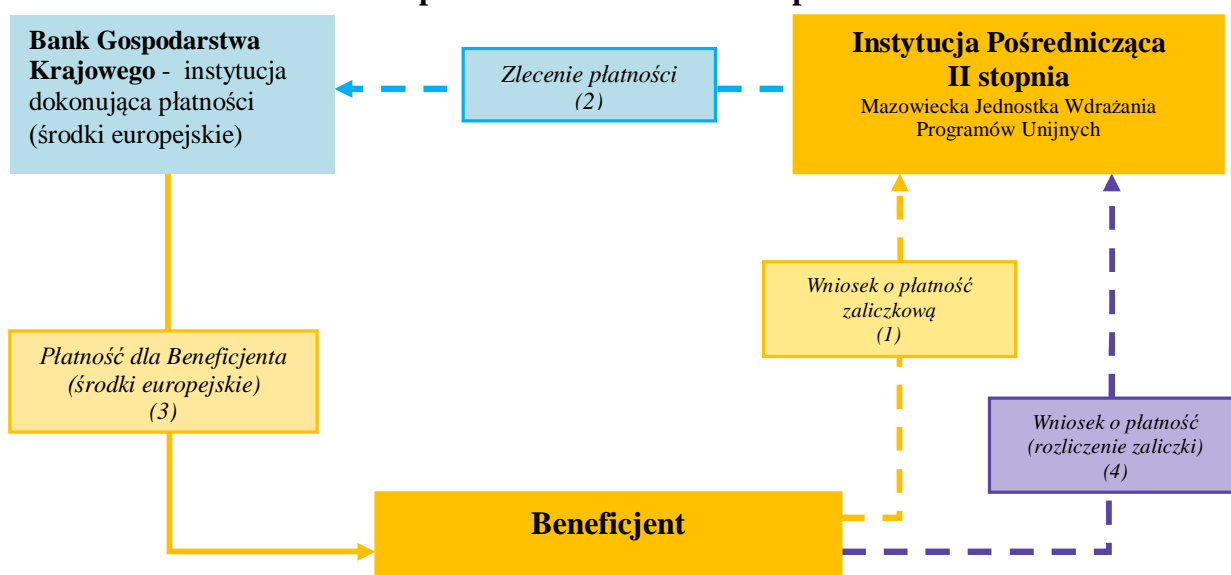 Bank Gospodarstwa
Krajowego - instytucja
dokonująca płatności
(środki europejskie)
Zlecenie płatności
(2)
Instytucja Pośrednicząca
II stopnia
Mazowiecka Jednostka Wdrażania
Programów Unijnych
Wniosek o płatność
zaliczkową
(1)
Płatność dla Beneficjenta
(środki europejskie)
(3)
Wniosek o płatność
(rozliczenie zaliczki)
(4)
Beneficjent